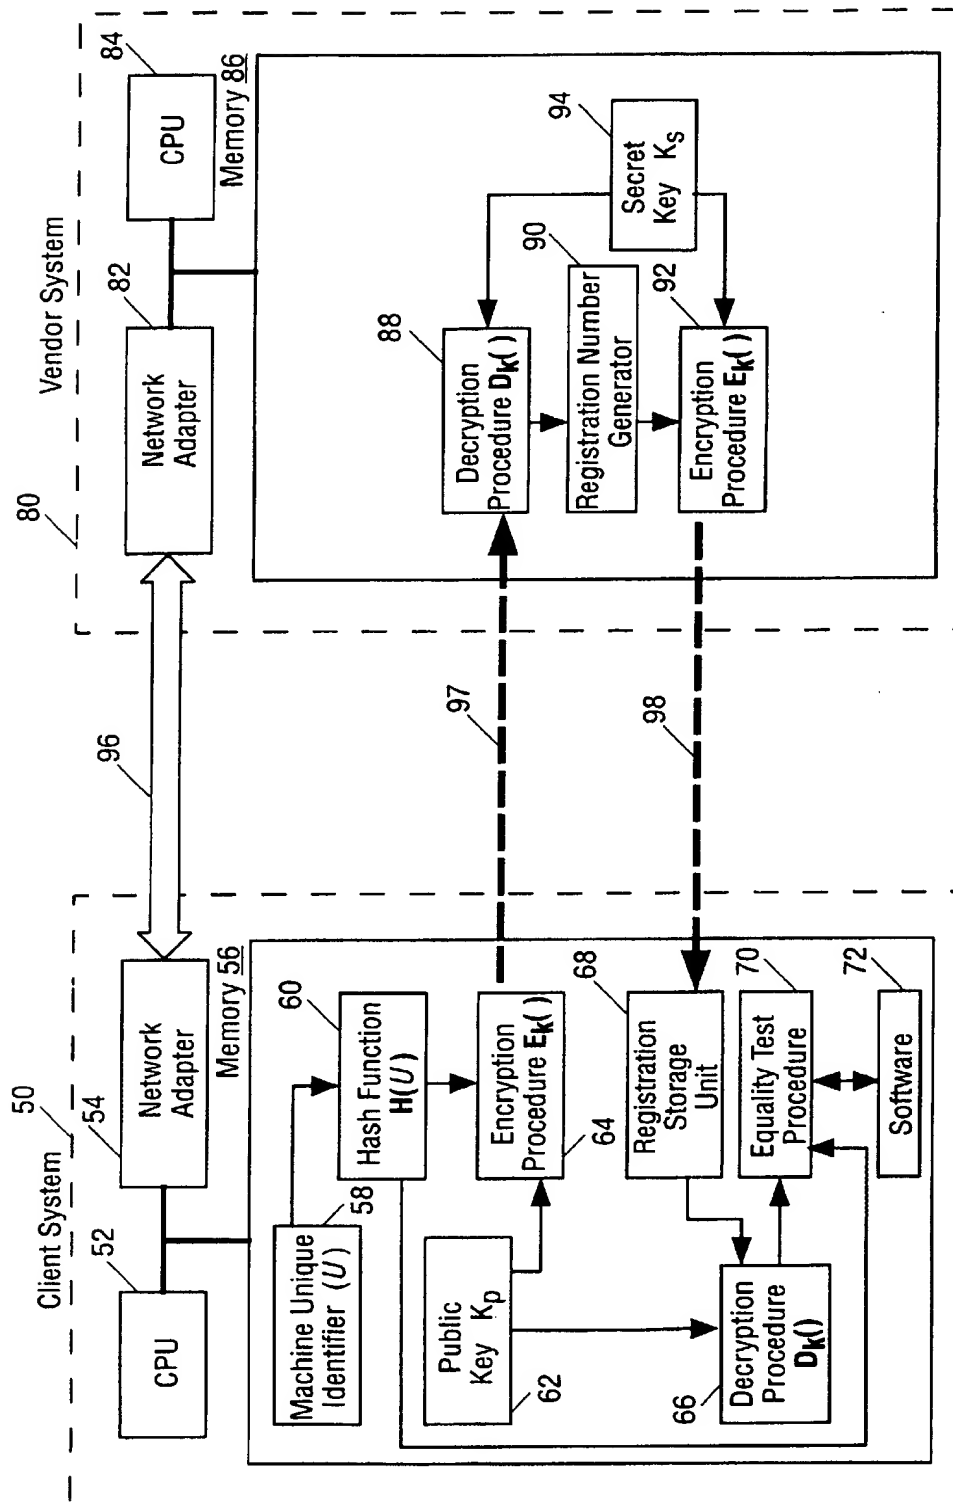 Client System
50
52
CPU
54
Network
Adapter
Memory 56
Machine Unique
Identifier (U)
58
60
Hash Function
H(U)
Public
Key Kp
62
Encryption
Procedure Ek()
64
68
Registration
Storage
Unit
66
Decryption
Procedure
Dk()
70
Equality Test
Procedure
72
Software
96
97
98
Vendor System
80
82
Network
Adapter
84
CPU
Memory 86
88
Decryption
Procedure Dk()
90
Registration Number
Generator
92
Encryption
Procedure Ek()
94
Secret
Key Ks